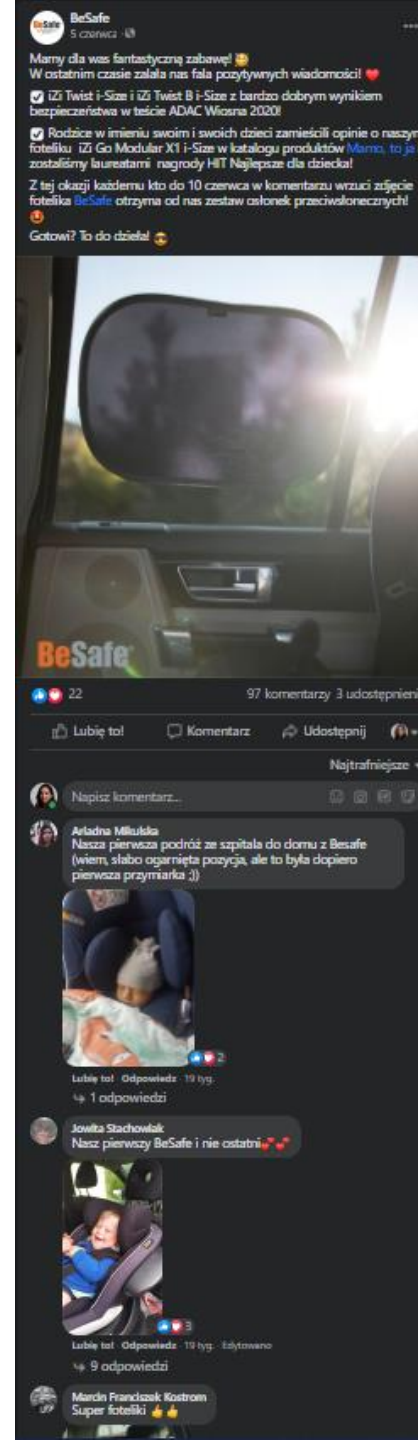 BeSafe
BeSafe
5 czerwca
Mamy dla was fantastyczną zabawę!
W ostatnim czasie zalała nas fala pozytywnych wiadomości!
iZi Twist i-Size i iZi Twist B i-Size z bardzo dobrym wynikiem
bezpieczeństwa w teście ADAC Wiosna 2020!
Rodzice w imieniu swoim i swoich dzieci zamieścili opinie o naszym
foteliku iZi Go Modular X1 i-Size w katalogu produktów Mamo, to ja
zostaliśmy laureatami nagrody HIT Najlepsze dla dziecka!
Z tej okazji każdemu kto do 10 czerwca w komentarzu wrzuci zdjęcie
fotelika BeSafe otrzyma od nas zestaw osłonek przeciwsłonecznych!
Gotowi? To do dzieła!
BeSafe
22
97 komentarzy 3 udostępnieni
Lubię to! Komentarz Udostępnij
Najtrafniejsze
Napisz komentarz...
Ariadna Mikulska
Nasza pierwsza podróż ze szpitala do domu z Besafe
(wiem, słabo ogarnięta pozycja, ale to była dopiero
pierwsza przymiarka ;))
2
Lubię to! Odpowiedz · 19 tyg.
1 odpowiedzi
Jowita Stachowiak
Nasz pierwszy BeSafe i nie ostatni
3
Lubię to! Odpowiedz · 19 tyg. · Edytowano
9 odpowiedzi
Marcin Franciszek Kostrom
Super foteliki